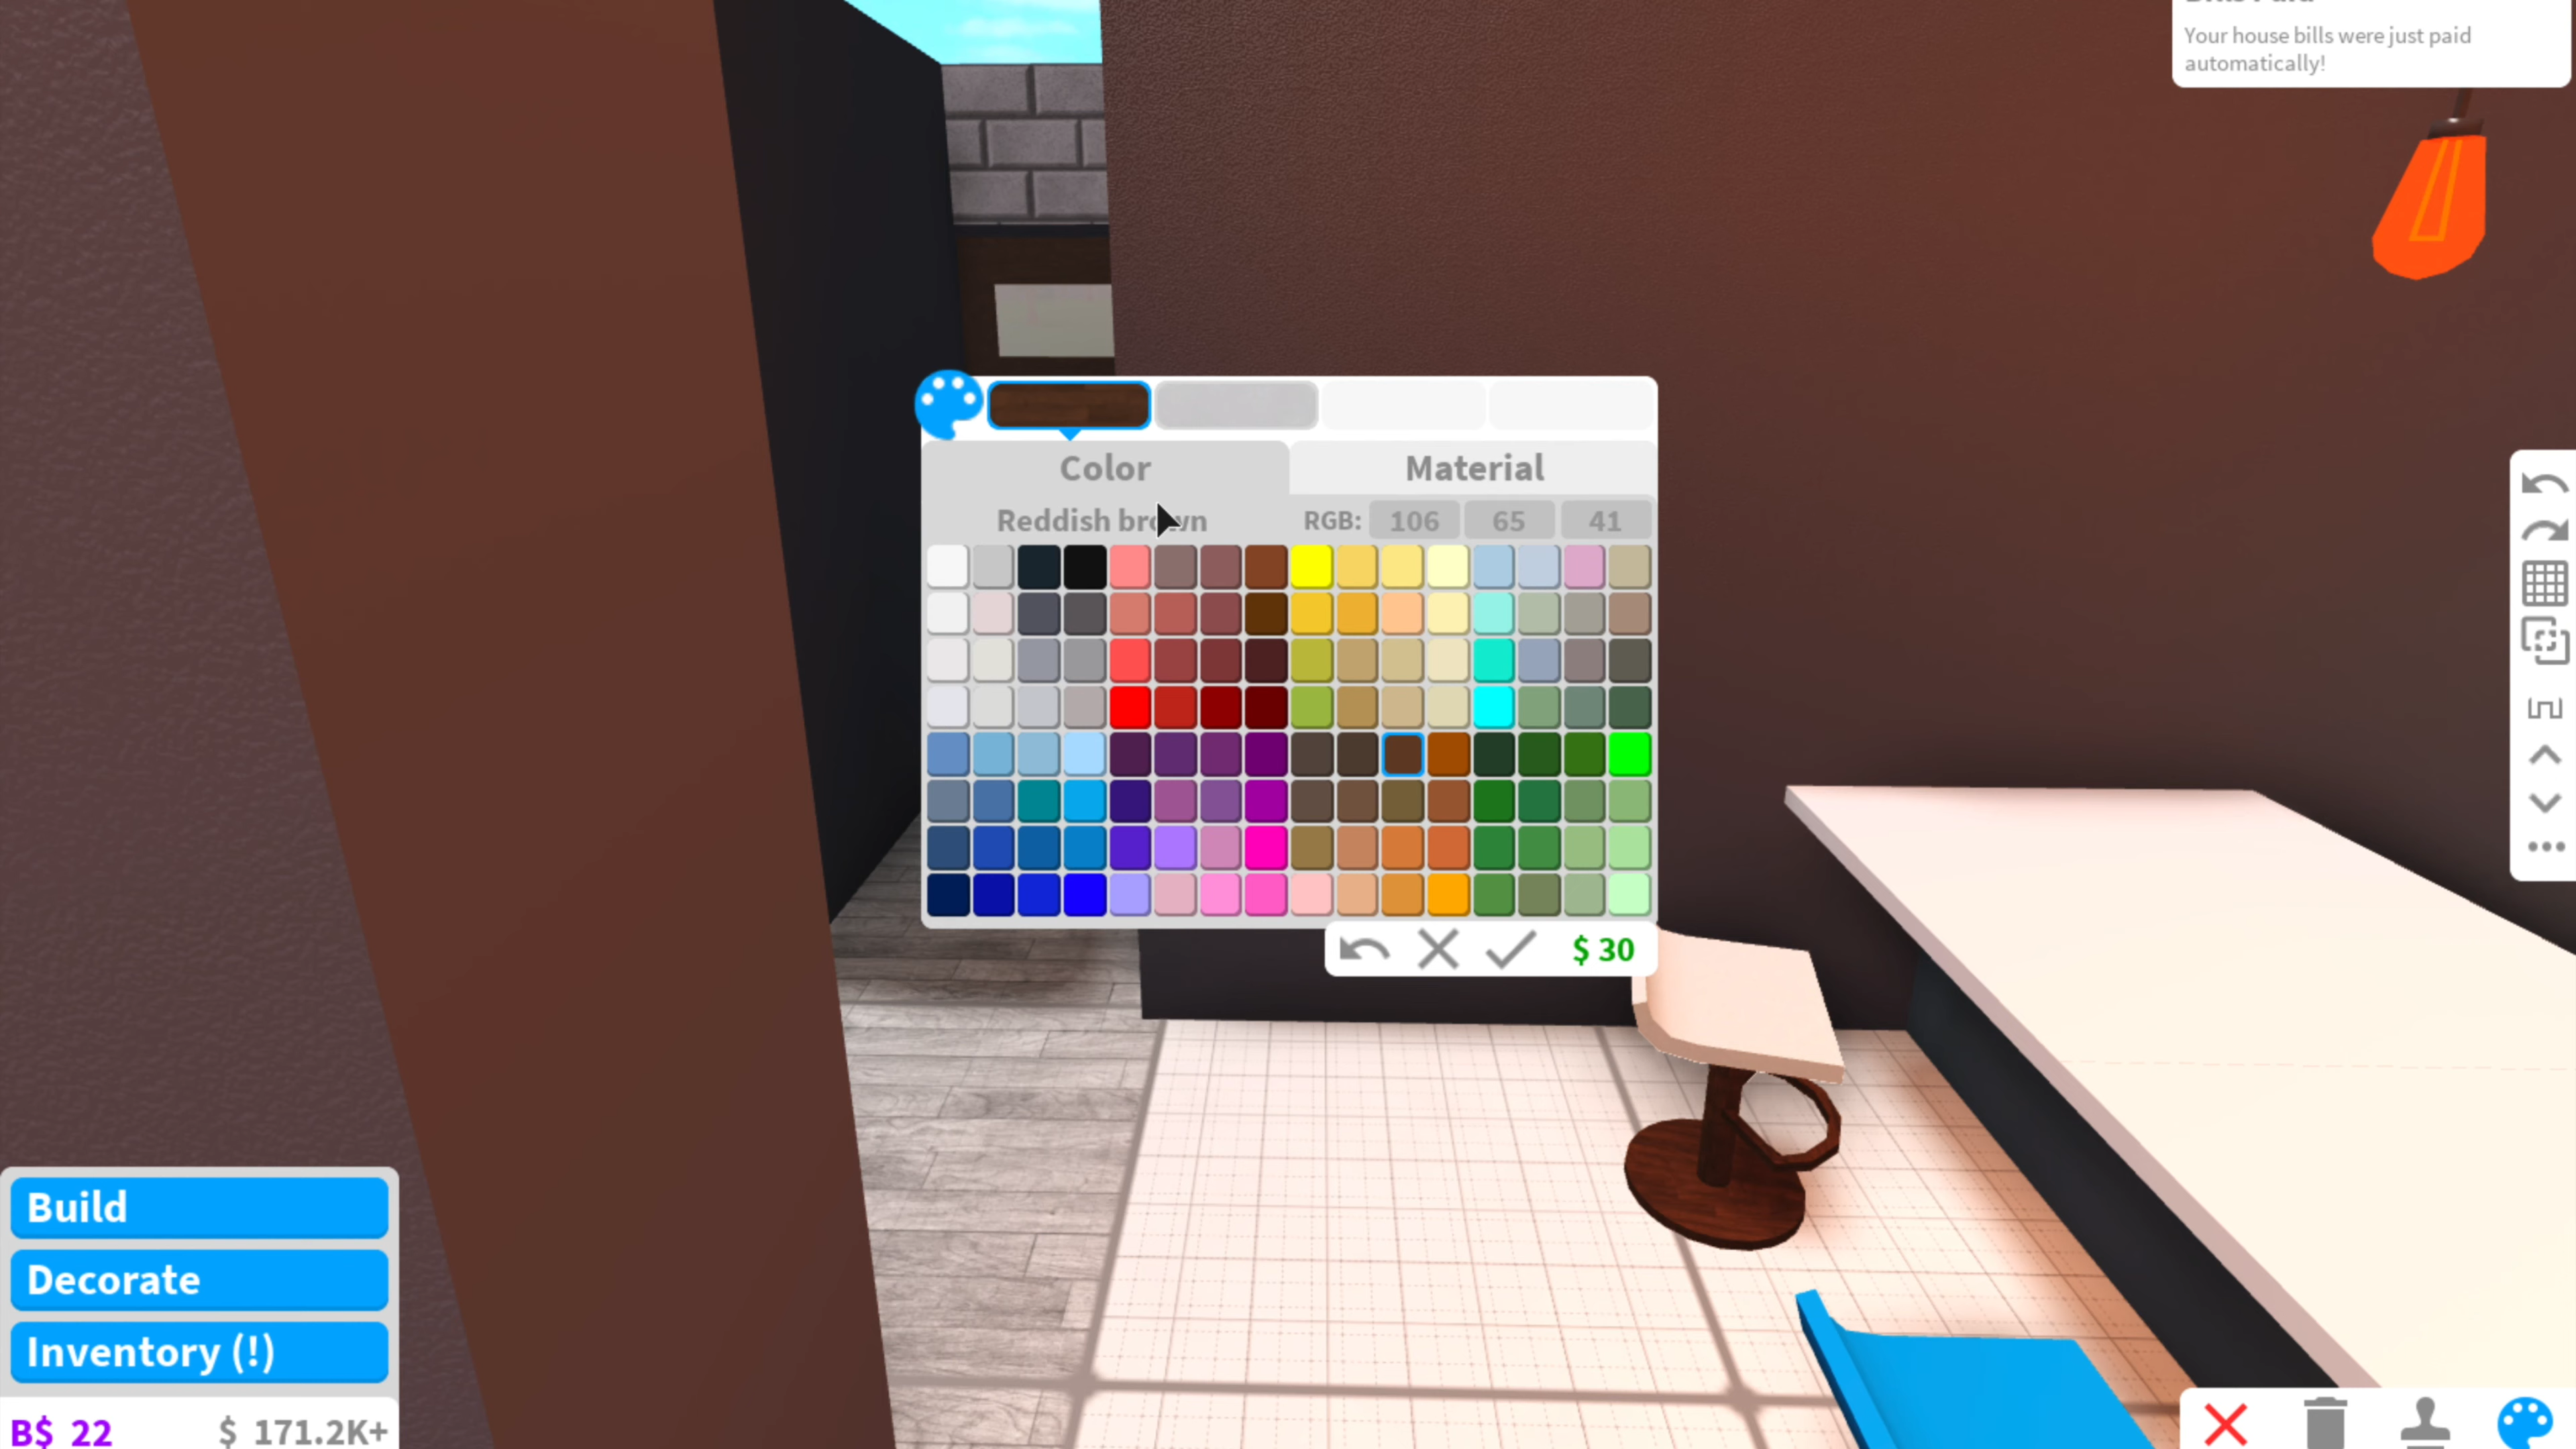 Your house bills were just paid
automatically!
Color
Material
Reddish brown
RGB: 106 65 41
$ 30
Build
Decorate
Inventory (!)
B$ 22
$ 171.2K+